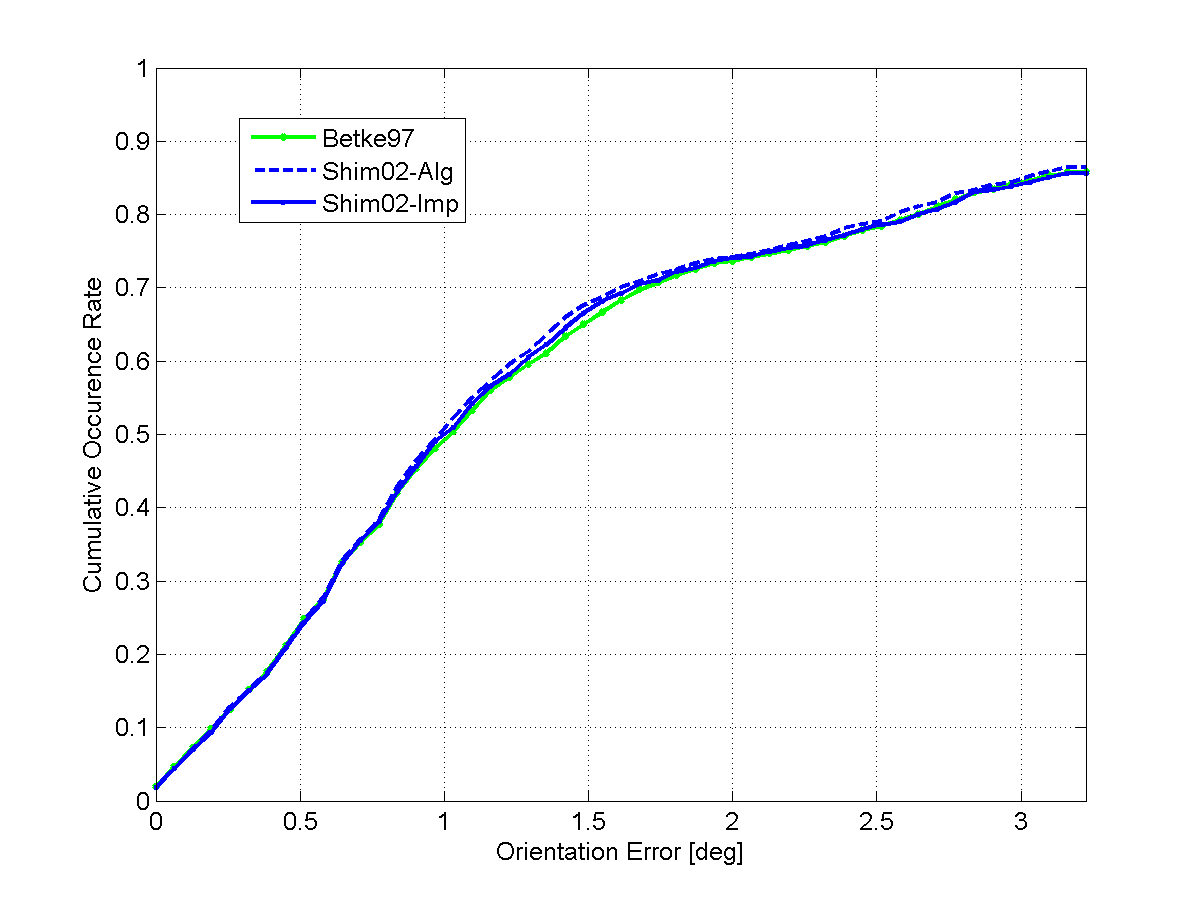 1
0.9
0.8
0.7
0.6
0.5
0.4
0.3
0.2
0.1
0
Cumulative Occurence Rate
Betke97
Shim02-Alg
Shim02-Imp
0 0.5 1 1.5 2 2.5 3
Orientation Error [deg]